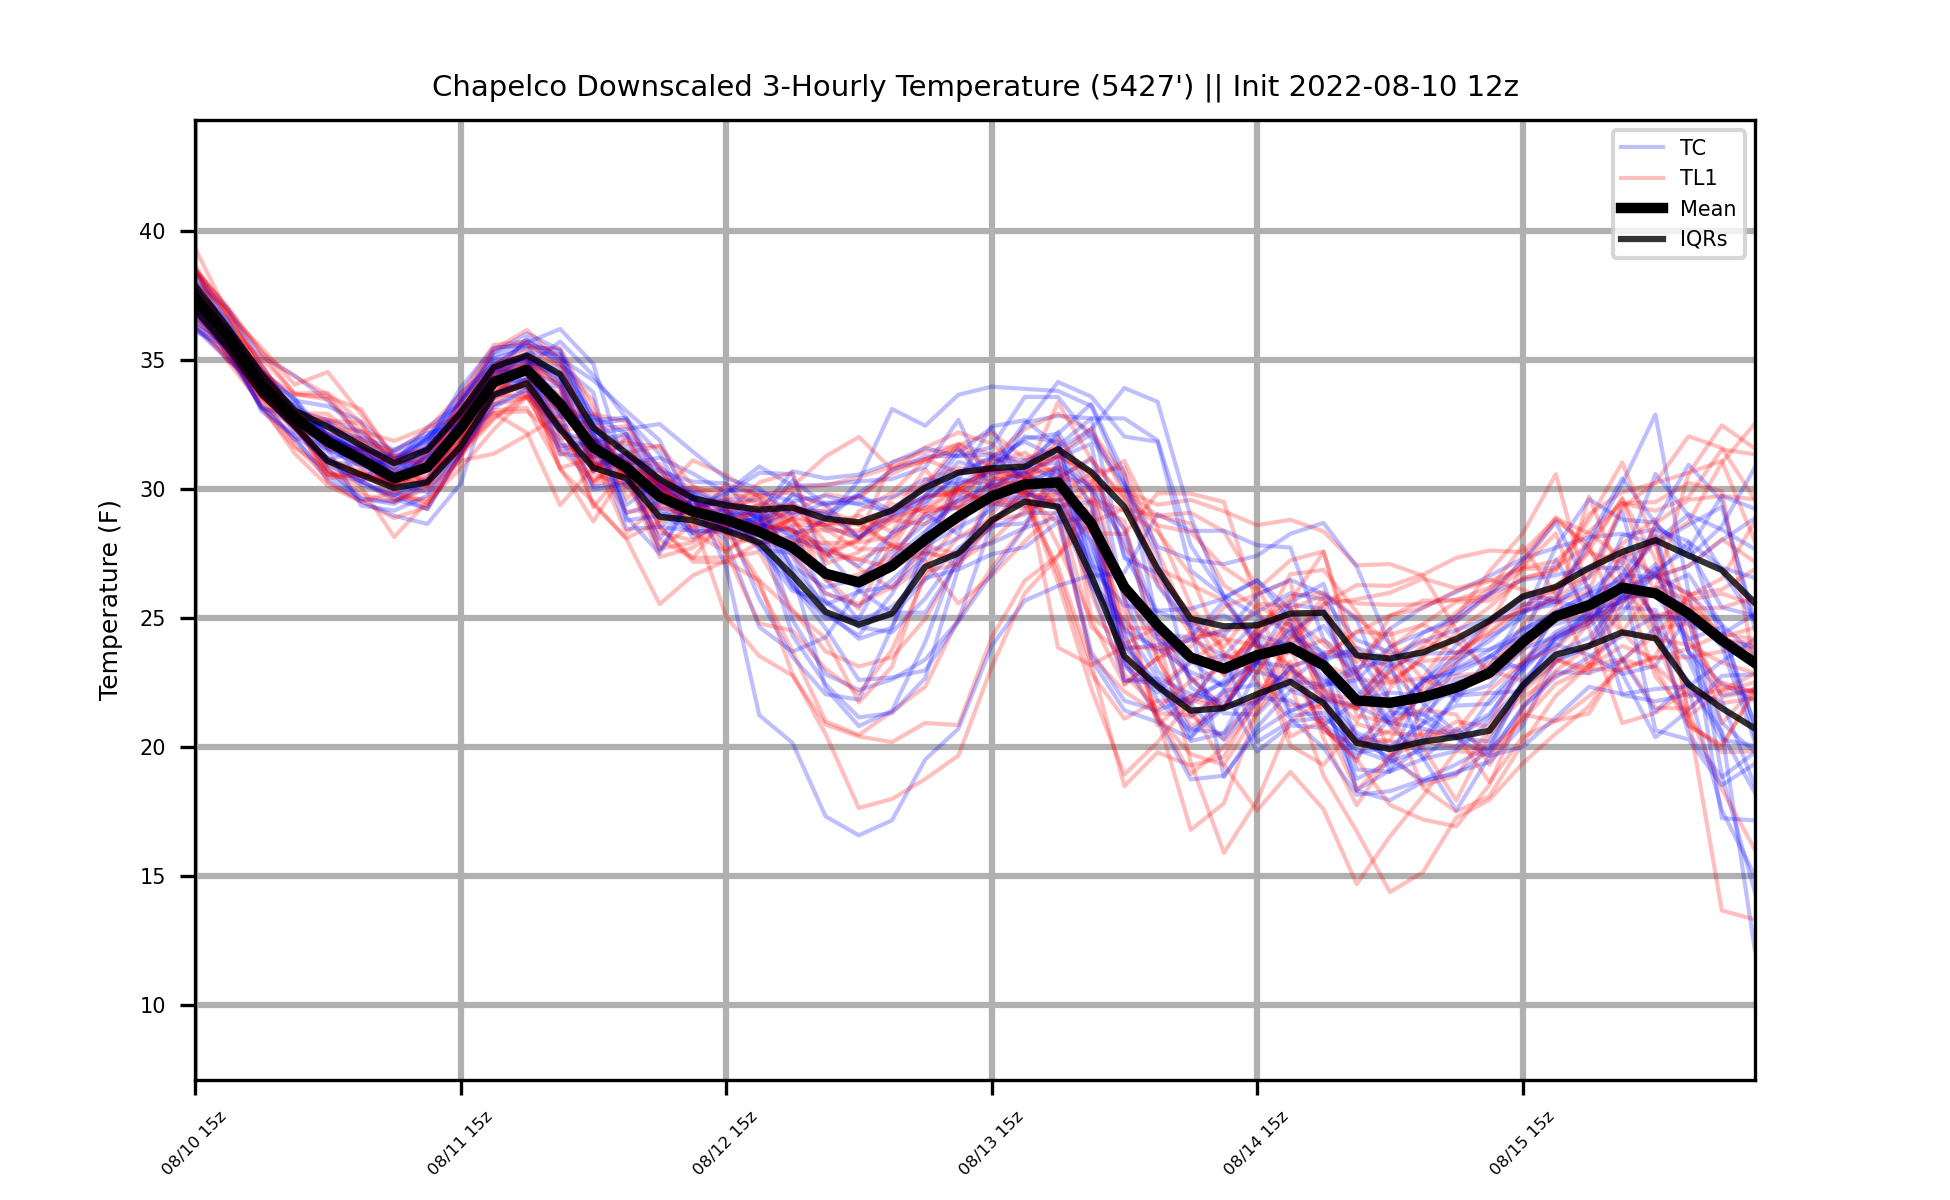 Chapelco Downscaled 3-Hourly Temperature (5427') || Init 2022-08-10 12z
TC
TL1
Mean
IQRs
Temperature (F)
40
35
30
25
20
15
10
08/10 15z
08/11 15z
08/12 15z
08/13 15z
08/14 15z
08/15 15z